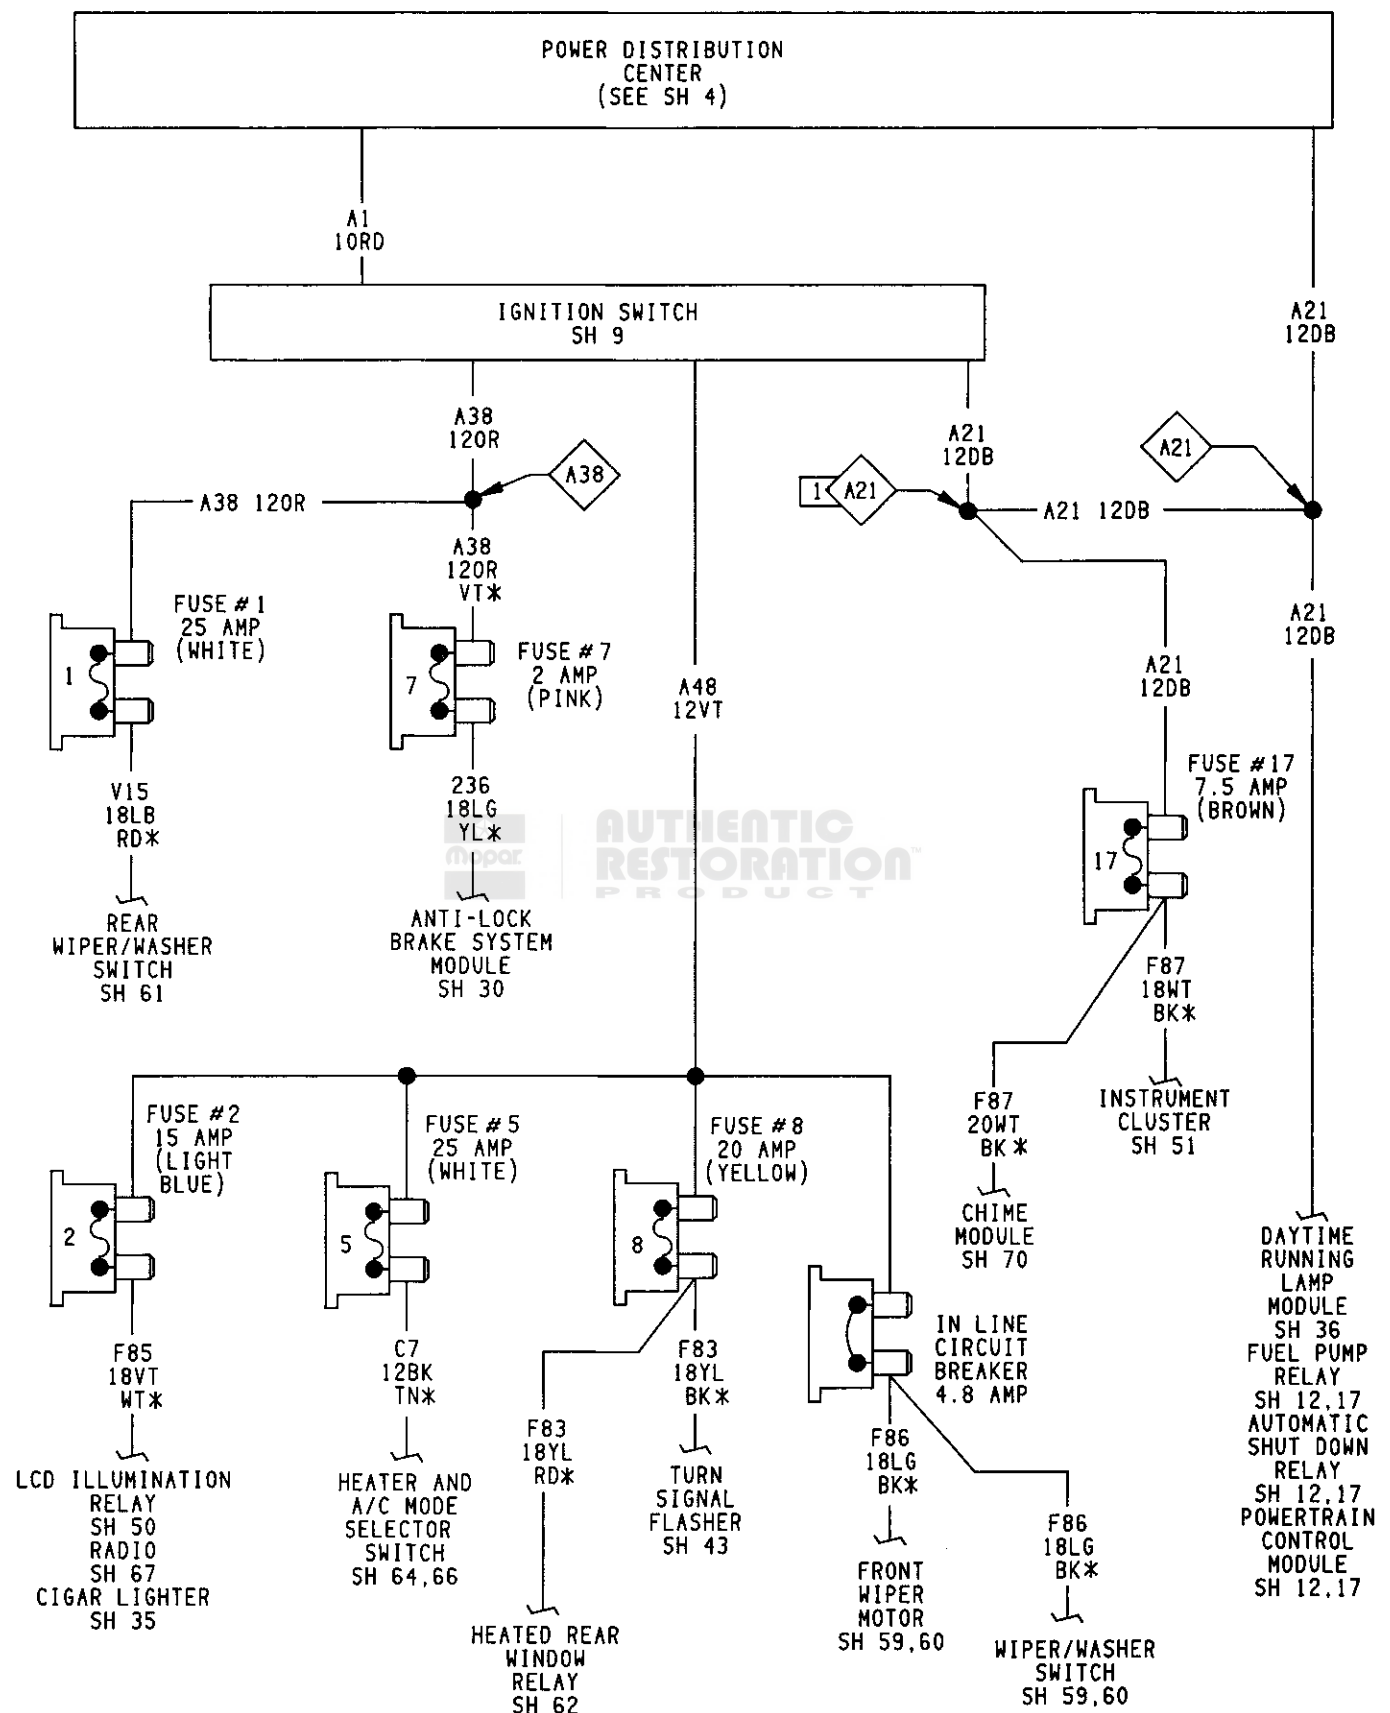 POWER DISTRIBUTION
CENTER
(SEE SH 4)
A1
10RD
IGNITION SWITCH
SH 9
A21
12DB
A38
12OR
A21
12DB
A21
A38
1
A21
A38 12OR
A21 12DB
A38
12OR
VT*
FUSE #1
25 AMP
(WHITE)
1
FUSE #7
2 AMP
(PINK)
7
A48
12VT
A21
12DB
A21
12DB
FUSE #17
7.5 AMP
(BROWN)
17
V15
18LB
RD*
236
18LG
YL*
Mopar
AUTHENTIC
RESTORATION™
PRODUCT
REAR
WIPER/WASHER
SWITCH
SH 61
ANTI-LOCK
BRAKE SYSTEM
MODULE
SH 30
F87
18WT
BK*
F87
20WT
BK*
INSTRUMENT
CLUSTER
SH 51
FUSE #2
15 AMP
(LIGHT
BLUE)
2
FUSE #5
25 AMP
(WHITE)
5
FUSE #8
20 AMP
(YELLOW)
8
CHIME
MODULE
SH 70
IN LINE
CIRCUIT
BREAKER
4.8 AMP
DAYTIME
RUNNING
LAMP
MODULE
SH 36
FUEL PUMP
RELAY
SH 12,17
AUTOMATIC
SHUT DOWN
RELAY
SH 12,17
POWERTRAIN
CONTROL
MODULE
SH 12,17
F85
18VT
WT*
C7
12BK
TN*
F83
18YL
RD*
F83
18YL
BK*
F86
18LG
BK*
F86
18LG
BK*
LCD ILLUMINATION
RELAY
SH 50
RADIO
SH 67
CIGAR LIGHTER
SH 35
HEATER AND
A/C MODE
SELECTOR
SWITCH
SH 64,66
HEATED REAR
WINDOW
RELAY
SH 62
TURN
SIGNAL
FLASHER
SH 43
FRONT
WIPER
MOTOR
SH 59,60
WIPER/WASHER
SWITCH
SH 59,60